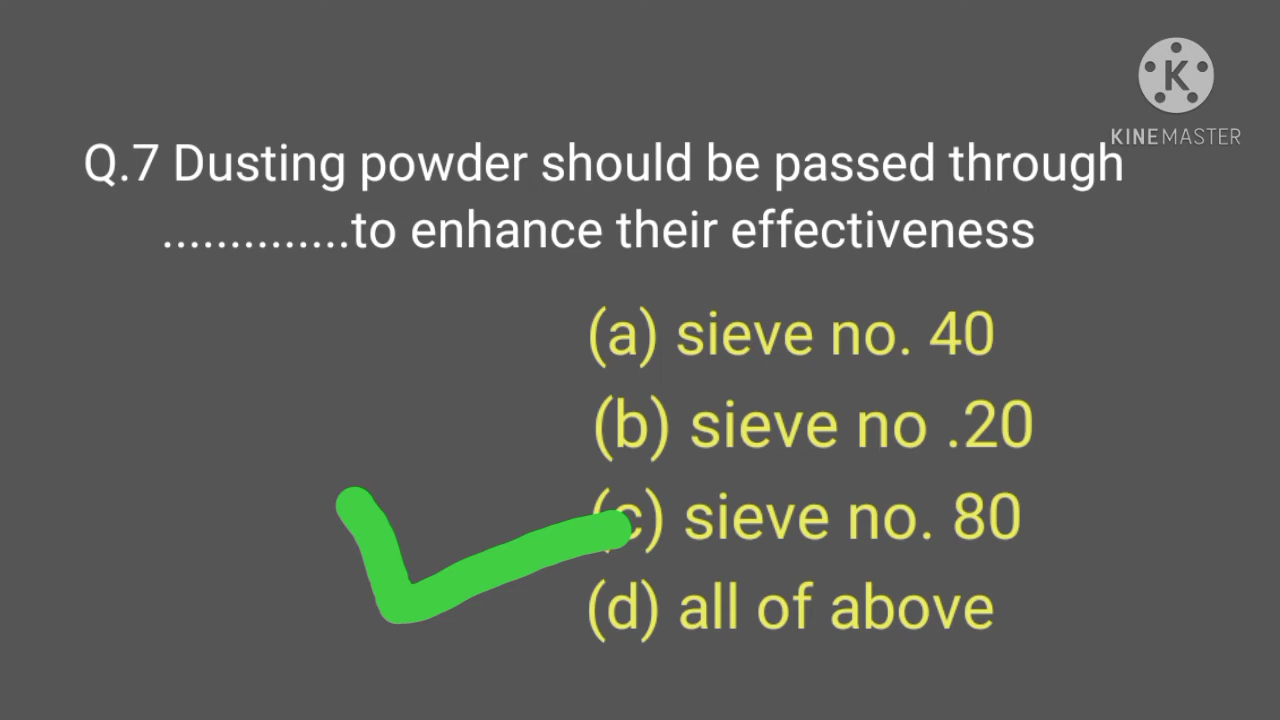 K
KINEMASTER
Q.7 Dusting powder should be passed through
..............to enhance their effectiveness
(a) sieve no. 40
(b) sieve no .20
(c) sieve no. 80
(d) all of above